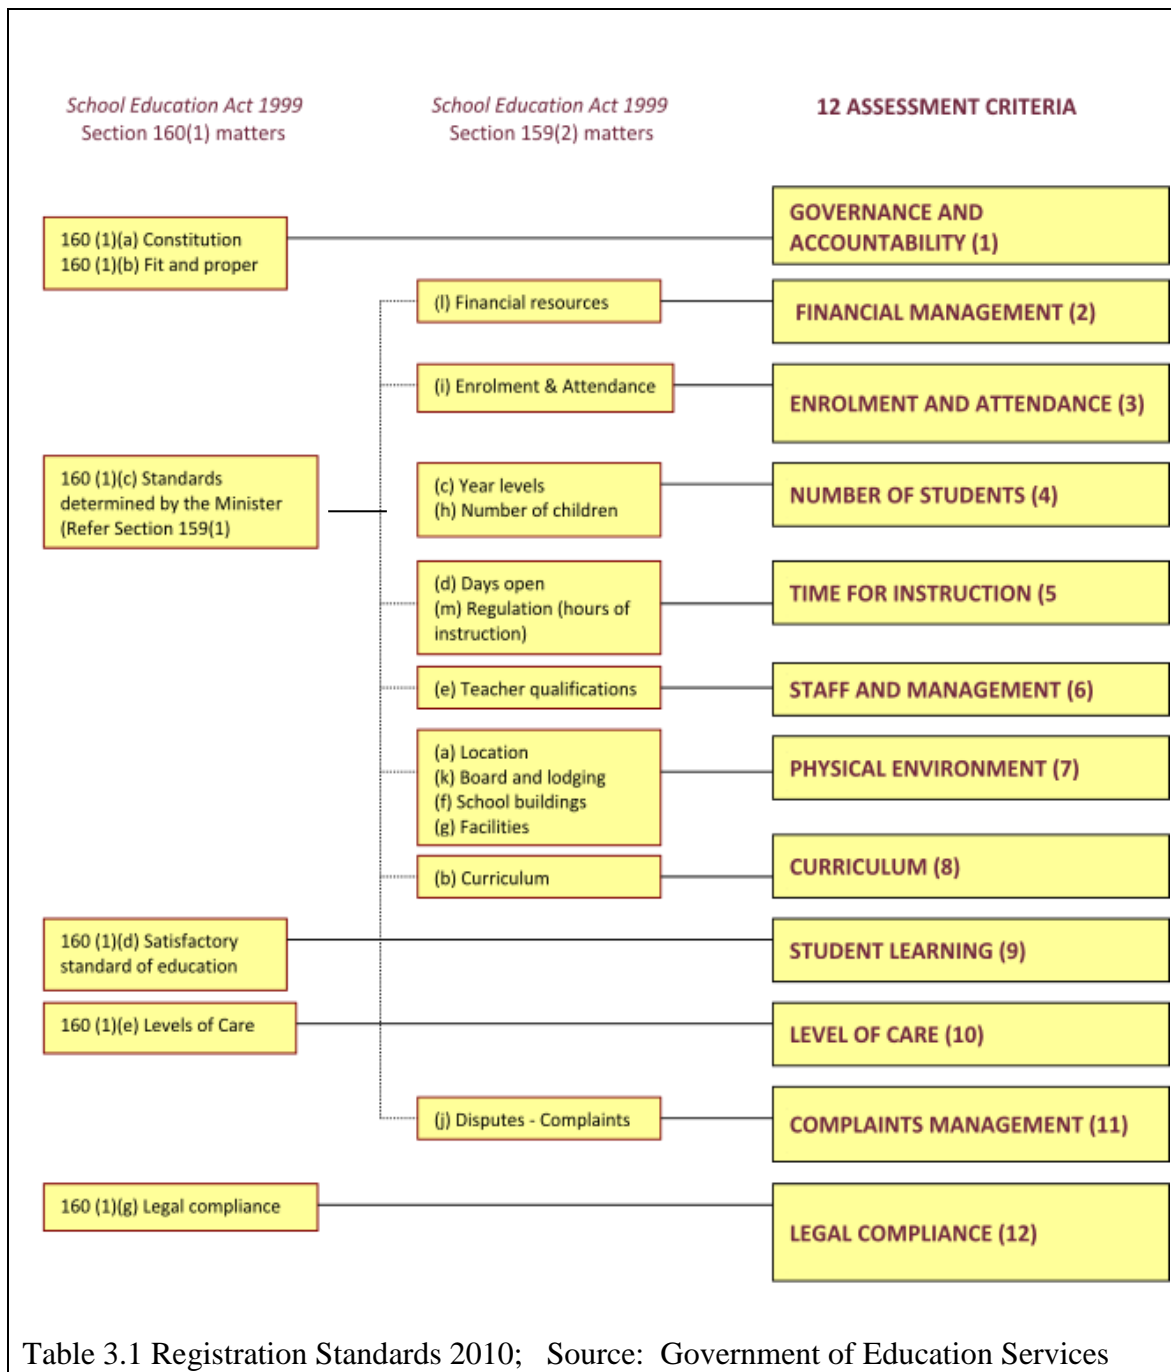 School Education Act 1999
Section 160(1) matters
School Education Act 1999
Section 159(2) matters
12 ASSESSMENT CRITERIA
160 (1)(a) Constitution
160 (1)(b) Fit and proper
GOVERNANCE AND
ACCOUNTABILITY (1)
(l) Financial resources
FINANCIAL MANAGEMENT (2)
(i) Enrolment & Attendance
ENROLMENT AND ATTENDANCE (3)
160 (1)(c) Standards
determined by the Minister
(Refer Section 159(1)
(c) Year levels
(h) Number of children
NUMBER OF STUDENTS (4)
(d) Days open
(m) Regulation (hours of
instruction)
TIME FOR INSTRUCTION (5
(e) Teacher qualifications
STAFF AND MANAGEMENT (6)
(a) Location
(k) Board and lodging
(f) School buildings
(g) Facilities
PHYSICAL ENVIRONMENT (7)
(b) Curriculum
CURRICULUM (8)
160 (1)(d) Satisfactory
standard of education
STUDENT LEARNING (9)
160 (1)(e) Levels of Care
LEVEL OF CARE (10)
(j) Disputes - Complaints
COMPLAINTS MANAGEMENT (11)
160 (1)(g) Legal compliance
LEGAL COMPLIANCE (12)
Table 3.1 Registration Standards 2010; Source: Government of Education Services